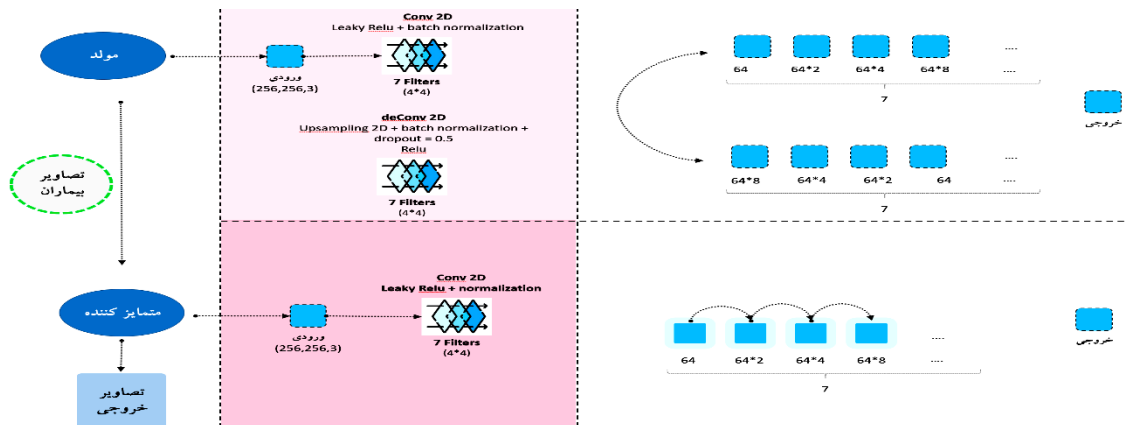 مولد
تصاویر
بیماران
متمایز کننده
تصاویر
خروجی
Conv 2D
Leaky Relu + batch normalization
ورودی
(256,256,3)
7 Filters
(4*4)
deConv 2D
Upsampling 2D + batch normalization +
dropout = 0.5
Relu
7 Filters
(4*4)
64 64*2 64*4 64*8 ....
....
7
خروجی
64*8 64*4 64*2 64 ....
....
7
Conv 2D
Leaky Relu + normalization
ورودی
(256,256,3)
7 Filters
(4*4)
64 64*2 64*4 64*8 ....
....
7
خروجی